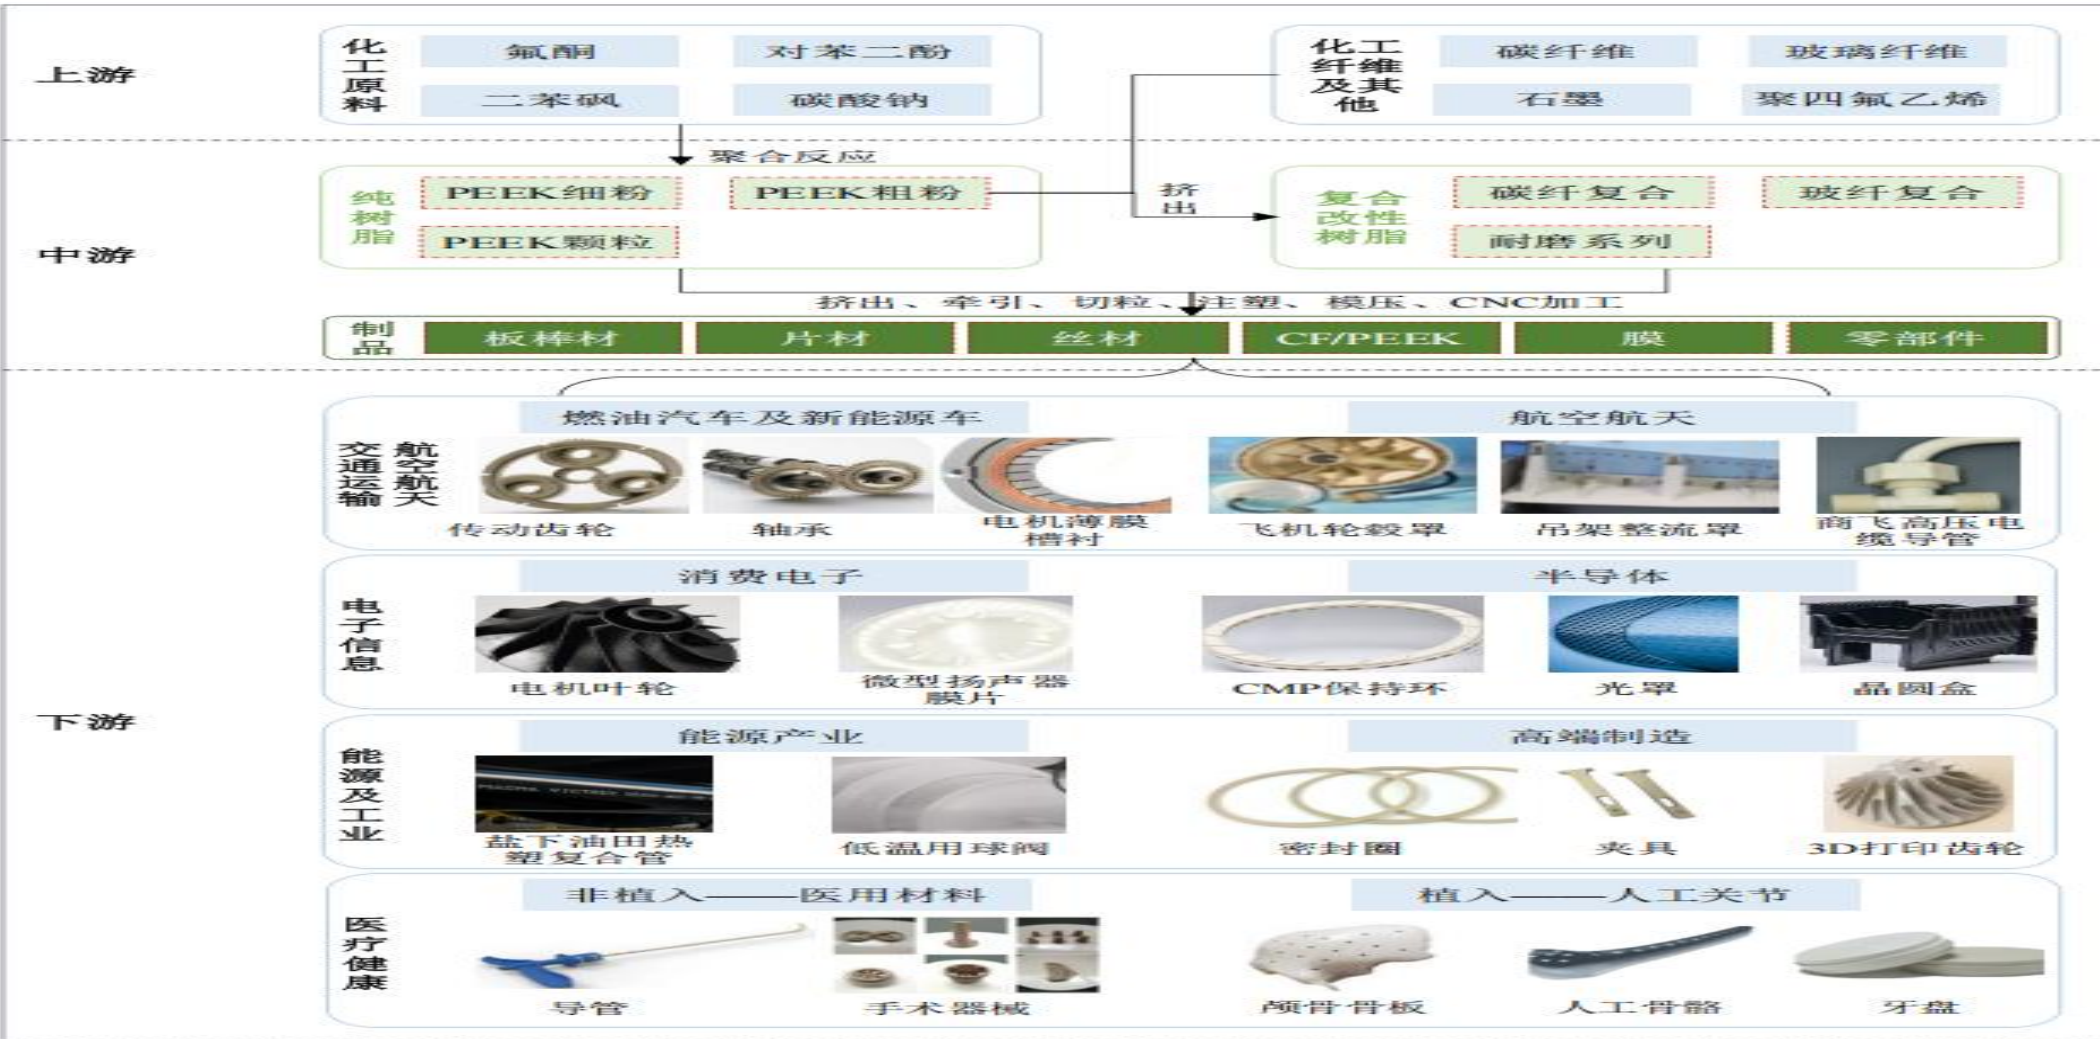 上游
化工原料
氟酮
对苯二酚
二苯砜
碳酸钠
化工纤维及其他
碳纤维
玻璃纤维
石墨
聚四氟乙烯
聚合反应
中游
纯树脂
PEEK细粉
PEEK粗粉
PEEK颗粒
挤出
复合改性树脂
碳纤复合
玻纤复合
耐磨系列
挤出、牵引、切粒、注塑、模压、CNC加工
制品
板棒材
片材
丝材
CF/PEEK
膜
零部件
下游
交通运输
航空航天
燃油汽车及新能源车
航空航天
传动齿轮
轴承
电机薄膜
槽衬
飞机轮毂罩
吊架整流罩
商飞高压电
缆导管
电子信息
消费电子
半导体
电机叶轮
微型扬声器
膜片
CMP保持环
光罩
晶圆盒
能源及工业
能源产业
高端制造
盐下油田热
塑复合管
低温用球阀
密封圈
夹具
3D打印齿轮
医疗健康
非植入——医用材料
植入——人工关节
导管
手术器械
颅骨骨板
人工骨骼
牙盘